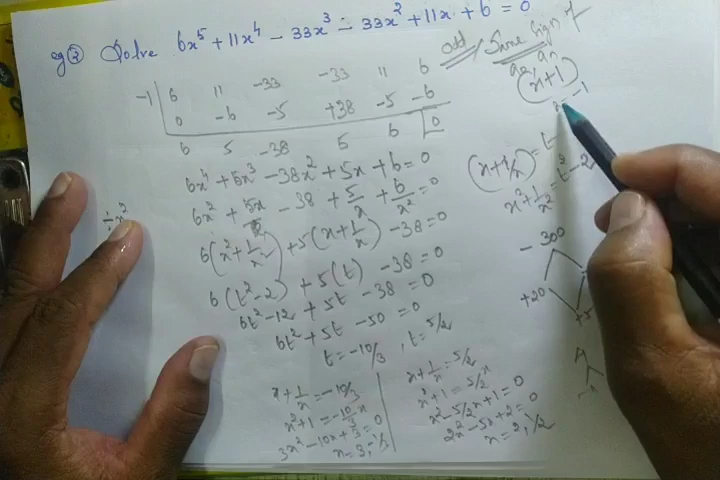 eg ② Solve 6x⁵ + 11x⁴ - 33x³ - 33x² + 11x + 6 = 0
Odd // Same sign of
a₀ aₙ
(x+1)
x = -1
-1 | 6 11 -33 -33 11 6
0 -6 -5 +38 -5 -6
6 5 -38 5 6 0
6x⁴ + 5x³ - 38x² + 5x + 6 = 0
÷ x²
6x² + 5x - 38 + 5/x + 6/x² = 0
6(x² + 1/x²) + 5(x + 1/x) - 38 = 0
6(t² - 2) + 5(t) - 38 = 0
6t² - 12 + 5t - 38 = 0
6t² + 5t - 50 = 0
t = -10/3, t = 5/2
(x + 1/x) = t
x² + 1/x² = t² - 2
- 300
+20 +5
x + 1/x = -10/3
x² + 1 = -10/3 x
3x² - 10x + 3 = 0
x = 3, -1/3
x + 1/x = 5/2
x² + 1 = 5/2 x
x² - 5/2 x + 1 = 0
2x² - 5x + 2 = 0
x = 2, 1/2